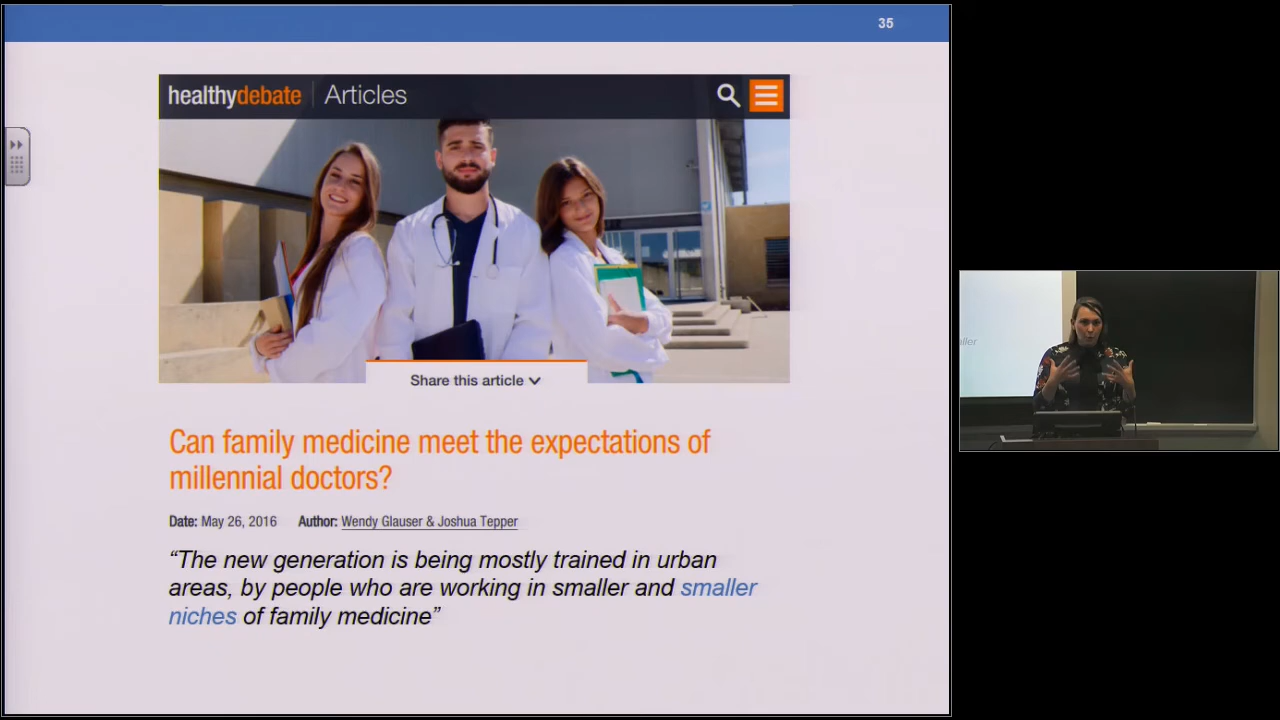 35
healthydebate Articles
Share this article
Can family medicine meet the expectations of
millennial doctors?
Date: May 26, 2016 Author: Wendy Glauser & Joshua Tepper
“The new generation is being mostly trained in urban
areas, by people who are working in smaller and smaller
niches of family medicine”
aller